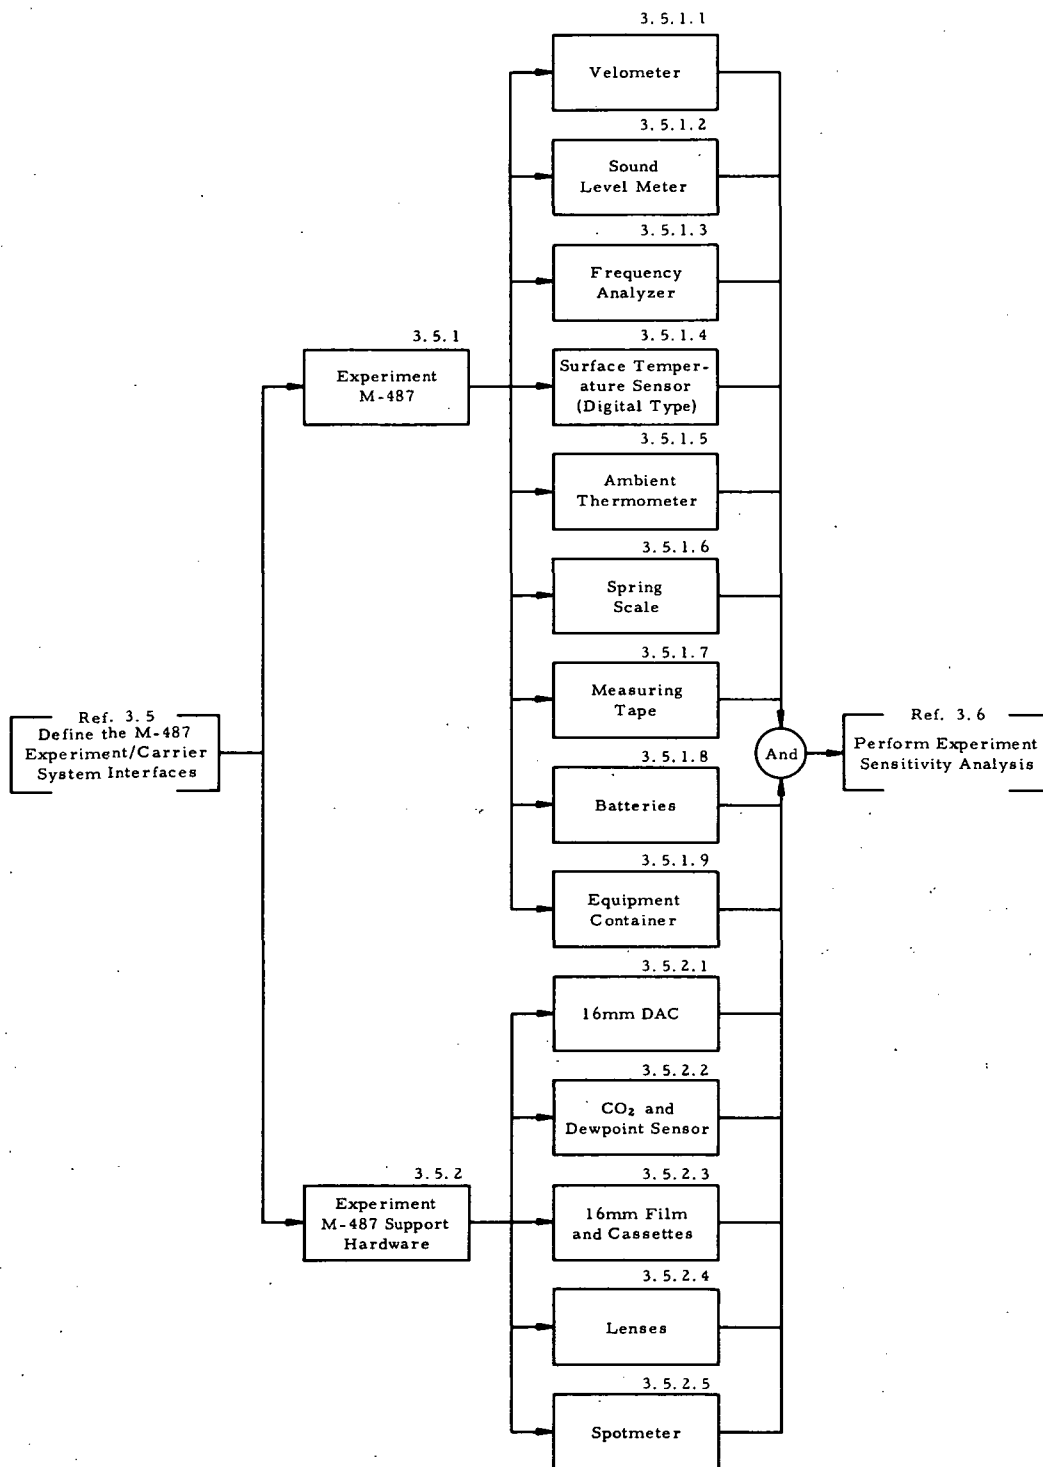 3.5.1.1
Velometer
3.5.1.2
Sound
Level Meter
3.5.1.3
Frequency
Analyzer
3.5.1
Experiment
M-487
3.5.1.4
Surface Temper-
ature Sensor
(Digital Type)
3.5.1.5
Ambient
Thermometer
3.5.1.6
Spring
Scale
3.5.1.7
Measuring
Tape
Ref. 3.5
Define the M-487
Experiment/Carrier
System Interfaces
And
Ref. 3.6
Perform Experiment
Sensitivity Analysis
3.5.1.8
Batteries
3.5.1.9
Equipment
Container
3.5.2.1
16mm DAC
3.5.2.2
CO₂ and
Dewpoint Sensor
3.5.2
Experiment
M-487 Support
Hardware
3.5.2.3
16mm Film
and Cassettes
3.5.2.4
Lenses
3.5.2.5
Spotmeter